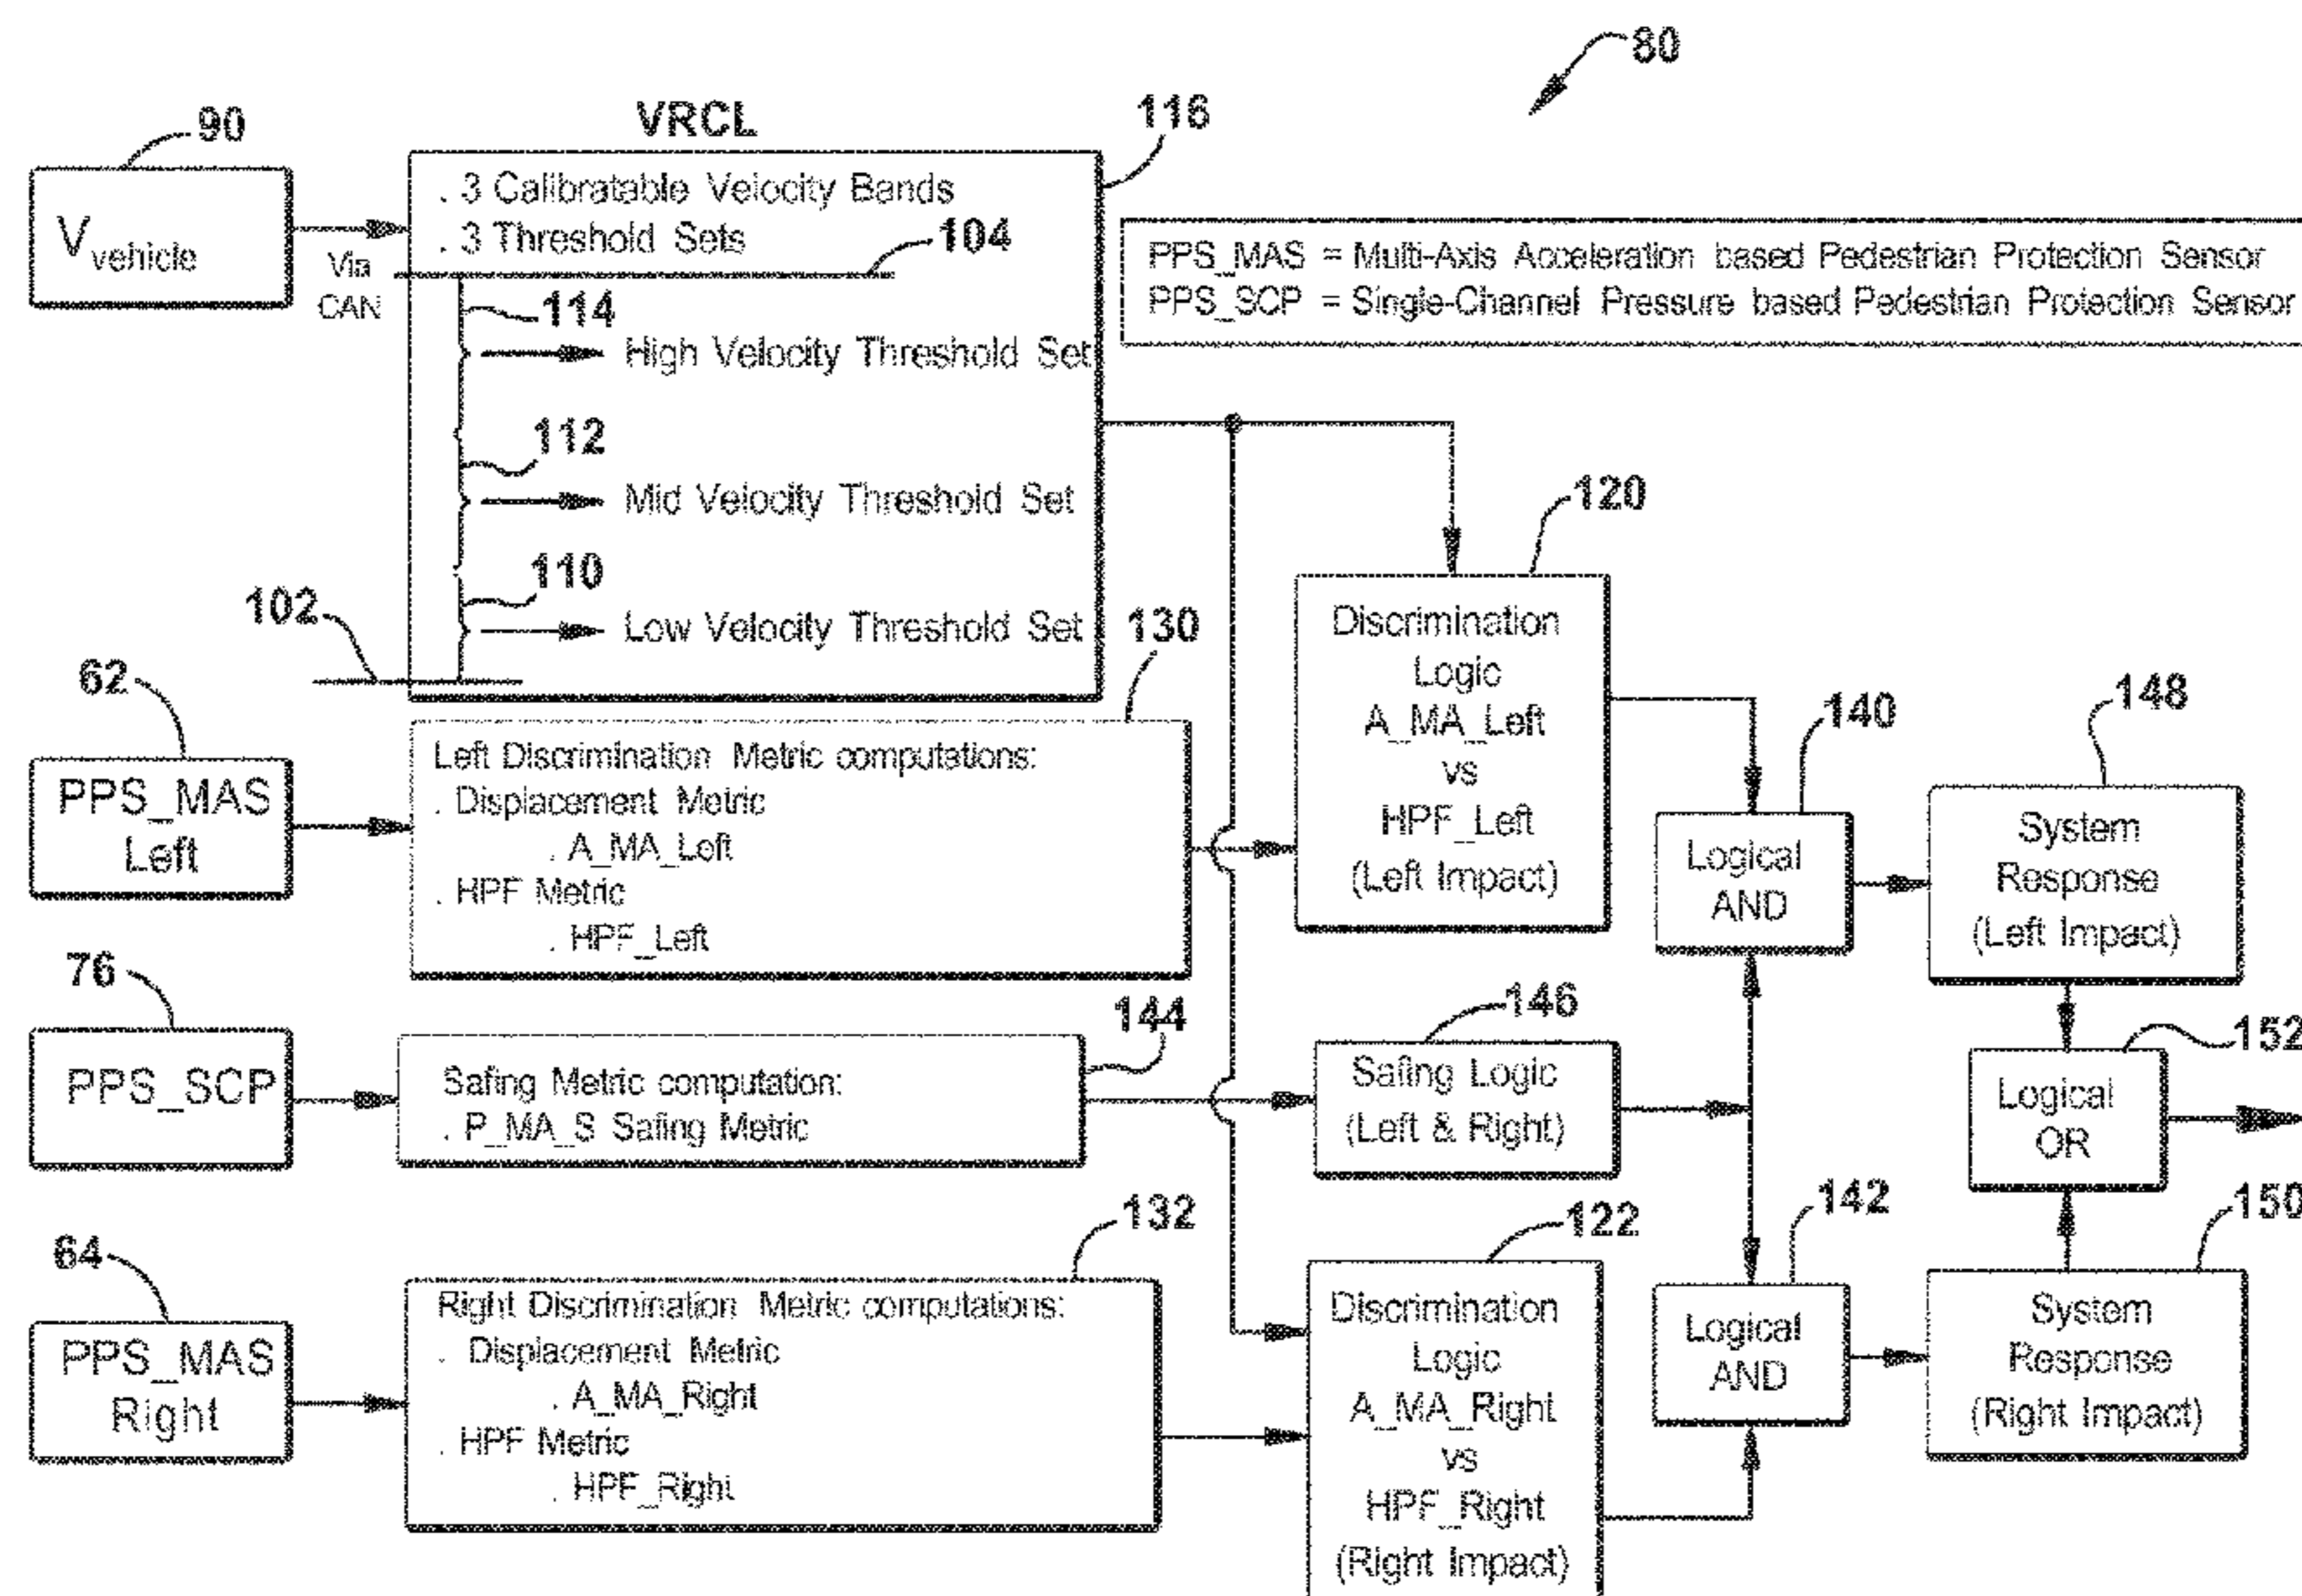 80
90
VRCL
116
V vehicle
Via
CAN
. 3 Calibratable Velocity Bands
. 3 Threshold Sets
104
PPS_MAS = Multi-Axis Acceleration based Pedestrian Protection Sensor
PPS_SCP = Single-Channel Pressure based Pedestrian Protection Sensor
114
High Velocity Threshold Set
112
Mid Velocity Threshold Set
110
Low Velocity Threshold Set
102
120
Discrimination
Logic
A_MA_Left
vs
HPF_Left
(Left Impact)
62
PPS_MAS
Left
130
Left Discrimination Metric computations:
. Displacement Metric
. A_MA_Left
. HPF Metric
. HPF_Left
140
Logical
AND
148
System
Response
(Left Impact)
76
PPS_SCP
144
Safing Metric computation:
. P_MA_S Safing Metric
146
Safing Logic
(Left & Right)
152
Logical
OR
64
PPS_MAS
Right
132
Right Discrimination Metric computations:
. Displacement Metric
. A_MA_Right
. HPF Metric
. HPF_Right
122
Discrimination
Logic
A_MA_Right
vs
HPF_Right
(Right Impact)
142
Logical
AND
150
System
Response
(Right Impact)